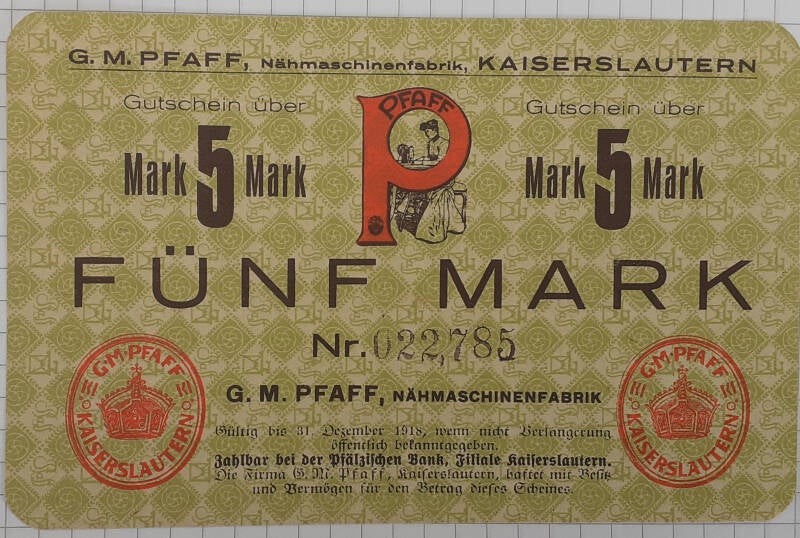 G. M. PFAFF, Nähmaschinenfabrik, KAISERSLAUTERN
Gutschein über
Mark 5 Mark
PFAFF
P
Gutschein über
Mark 5 Mark
FÜNF MARK
Nr. 022,785
G. M. PFAFF, NÄHMASCHINENFABRIK
G·M·PFAFF
KAISERSLAUTERN
Gültig bis 31. Dezember 1918, wenn nicht Verlängerung
öffentlich bekanntgegeben.
Zahlbar bei der Pfälzischen Bank, Filiale Kaiserslautern.
Die Firma G. M. Pfaff, Kaiserslautern, haftet mit Besitz
und Vermögen für den Betrag dieses Scheines.
G·M·PFAFF
KAISERSLAUTERN